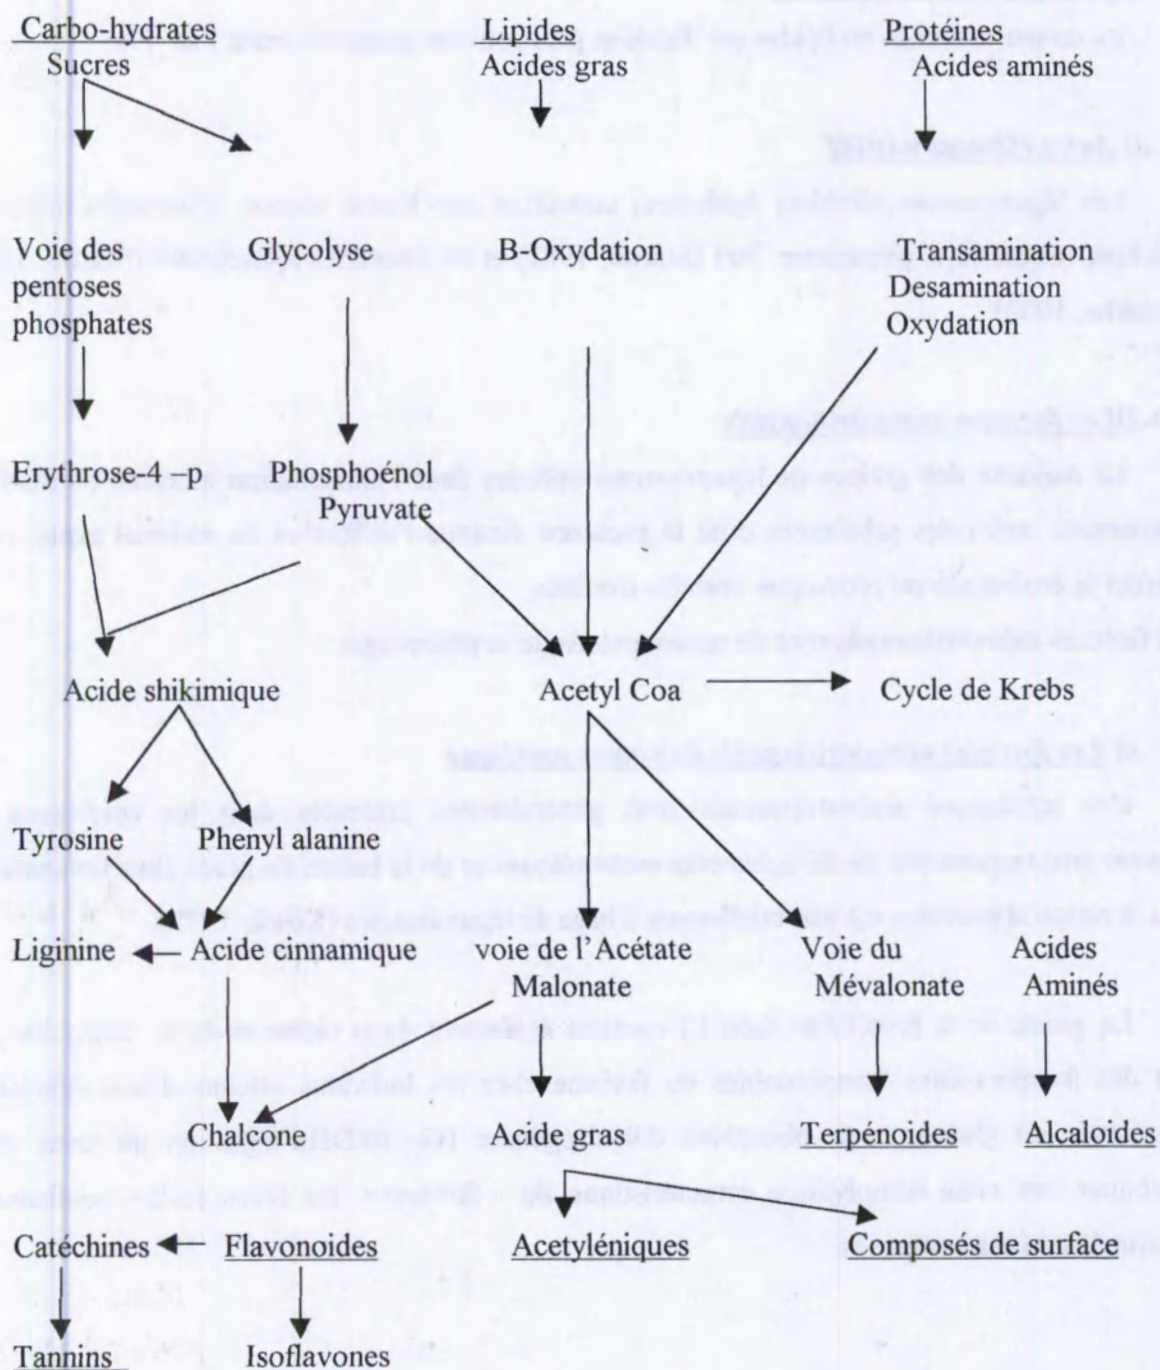 Carbo-hydrates Lipides Protéines
Sucres Acides gras Acides aminés
Voie des Glycolyse B-Oxydation Transamination
pentoses Desamination
phosphates Oxydation
Erythrose-4 -p Phosphoénol
Pyruvate
Acide shikimique Acetyl Coa Cycle de Krebs
Tyrosine Phenyl alanine
Lignine Acide cinnamique voie de l'Acétate Voie du Acides
Malonate Mévalonate Aminés
Chalcone Acide gras Terpénoides Alcaloides
Catéchines Flavonoides Acetyléniques Composés de surface
Tannins Isoflavones